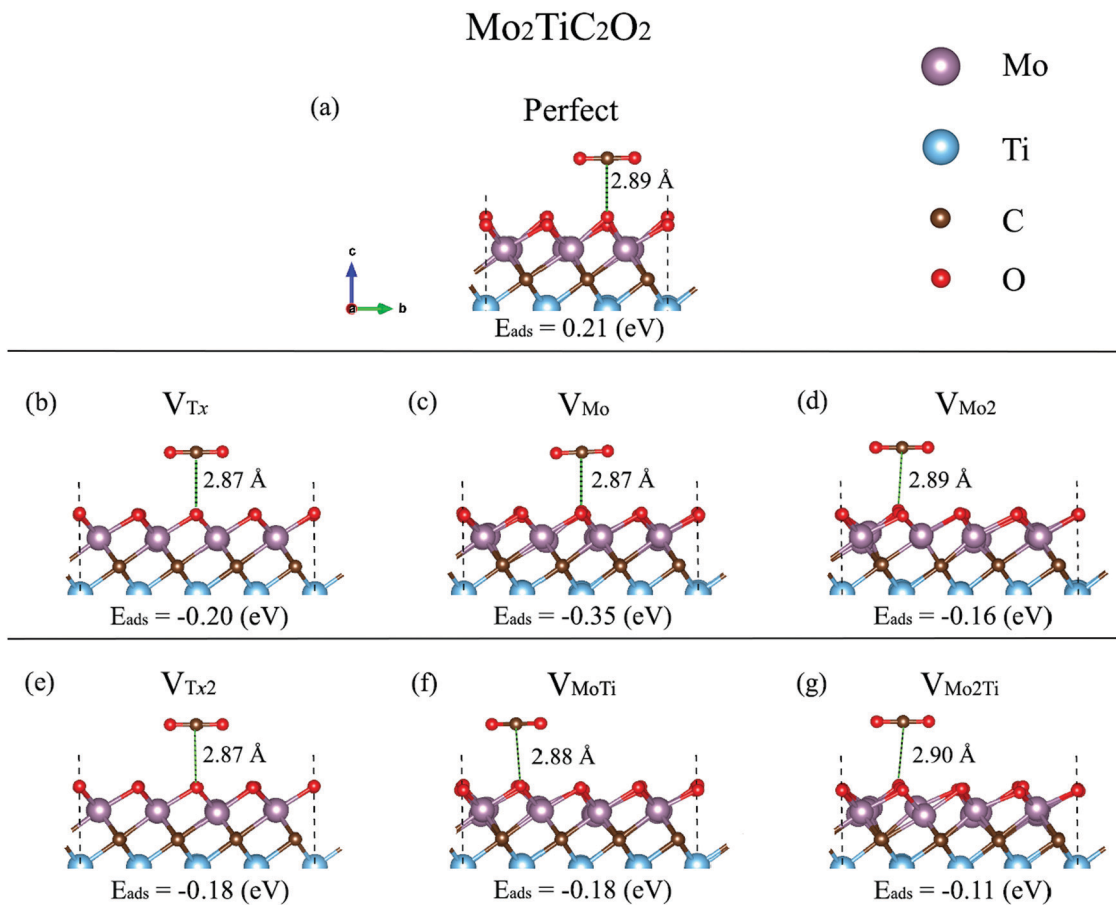 Mo2TiC2O2
(a)
Perfect
Mo
Ti
C
O
2.89 Å
c
a
b
Eads = 0.21 (eV)
(b)
VTx
(c)
VMo
(d)
VMo2
2.87 Å
2.87 Å
2.89 Å
Eads = -0.20 (eV)
Eads = -0.35 (eV)
Eads = -0.16 (eV)
(e)
VTx2
(f)
VMoTi
(g)
VMo2Ti
2.87 Å
2.88 Å
2.90 Å
Eads = -0.18 (eV)
Eads = -0.18 (eV)
Eads = -0.11 (eV)